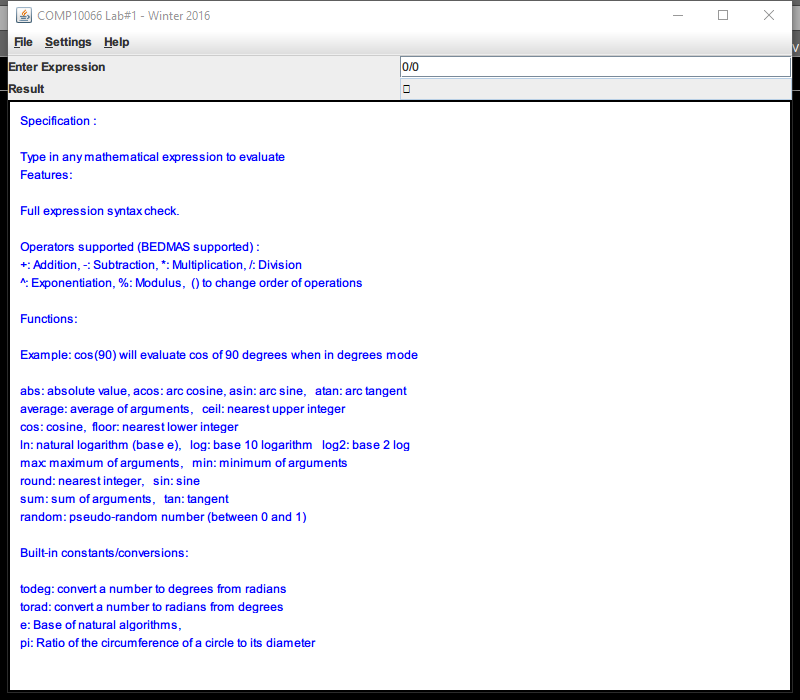 COMP10066 Lab#1 - Winter 2016
File Settings Help
Enter Expression 0/0
Result □
Specification :
Type in any mathematical expression to evaluate
Features:
Full expression syntax check.
Operators supported (BEDMAS supported) :
+: Addition, -: Subtraction, *: Multiplication, /: Division
^: Exponentiation, %: Modulus, () to change order of operations
Functions:
Example: cos(90) will evaluate cos of 90 degrees when in degrees mode
abs: absolute value, acos: arc cosine, asin: arc sine, atan: arc tangent
average: average of arguments, ceil: nearest upper integer
cos: cosine, floor: nearest lower integer
ln: natural logarithm (base e), log: base 10 logarithm log2: base 2 log
max: maximum of arguments, min: minimum of arguments
round: nearest integer, sin: sine
sum: sum of arguments, tan: tangent
random: pseudo-random number (between 0 and 1)
Built-in constants/conversions:
todeg: convert a number to degrees from radians
torad: convert a number to radians from degrees
e: Base of natural algorithms,
pi: Ratio of the circumference of a circle to its diameter